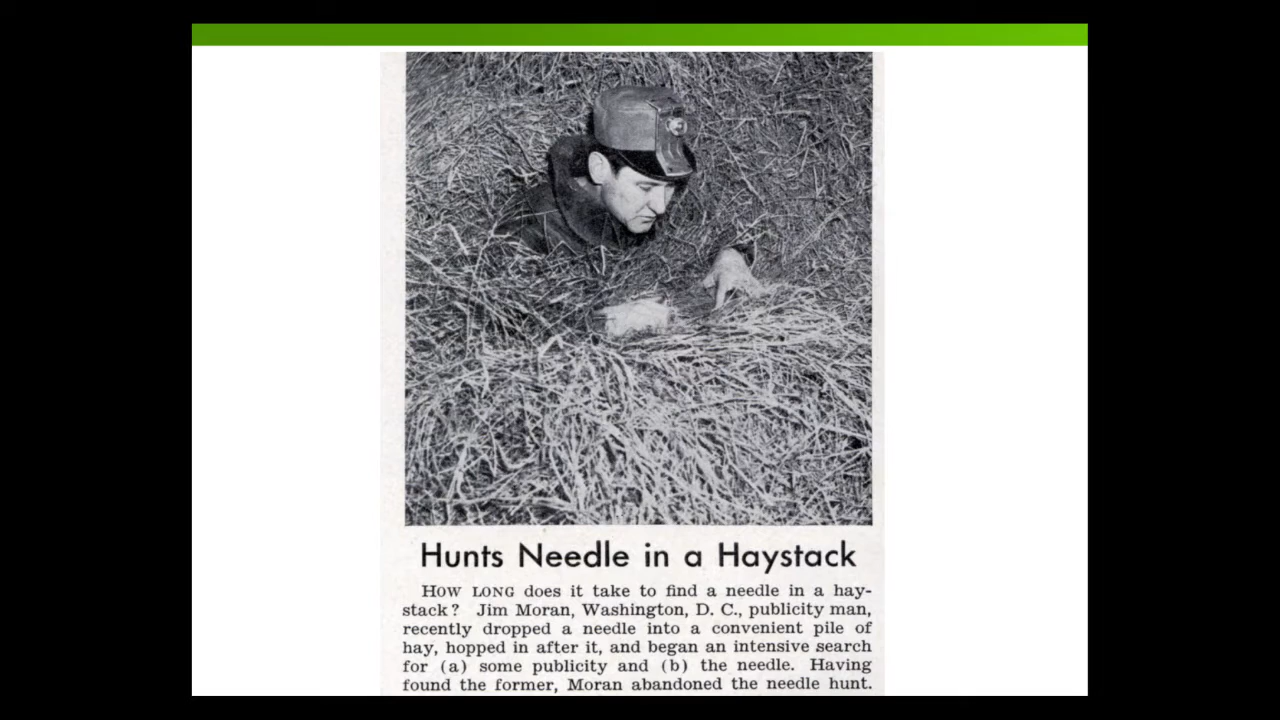 Hunts Needle in a Haystack
HOW LONG does it take to find a needle in a hay-
stack? Jim Moran, Washington, D. C., publicity man,
recently dropped a needle into a convenient pile of
hay, hopped in after it, and began an intensive search
for (a) some publicity and (b) the needle. Having
found the former, Moran abandoned the needle hunt.